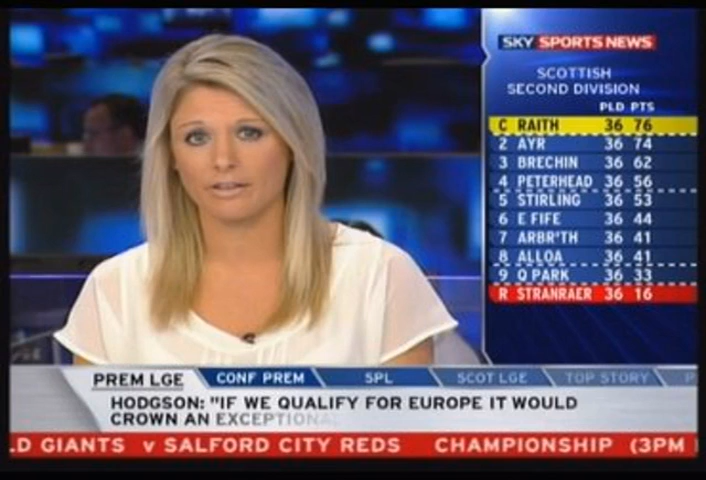 SKY SPORTS NEWS
SCOTTISH
SECOND DIVISION
PLD PTS
C RAITH 36 76
2 AYR 36 74
3 BRECHIN 36 62
4 PETERHEAD 36 56
5 STIRLING 36 53
6 E FIFE 36 44
7 ARBR'TH 36 41
8 ALLOA 36 41
9 Q PARK 36 33
R STRANRAER 36 16
PREM LGE CONF PREM SPL SCOT LGE TOP STORY P
HODGSON: "IF WE QUALIFY FOR EUROPE IT WOULD
CROWN AN EXCEPTIONA
.D GIANTS v SALFORD CITY REDS CHAMPIONSHIP (3PM